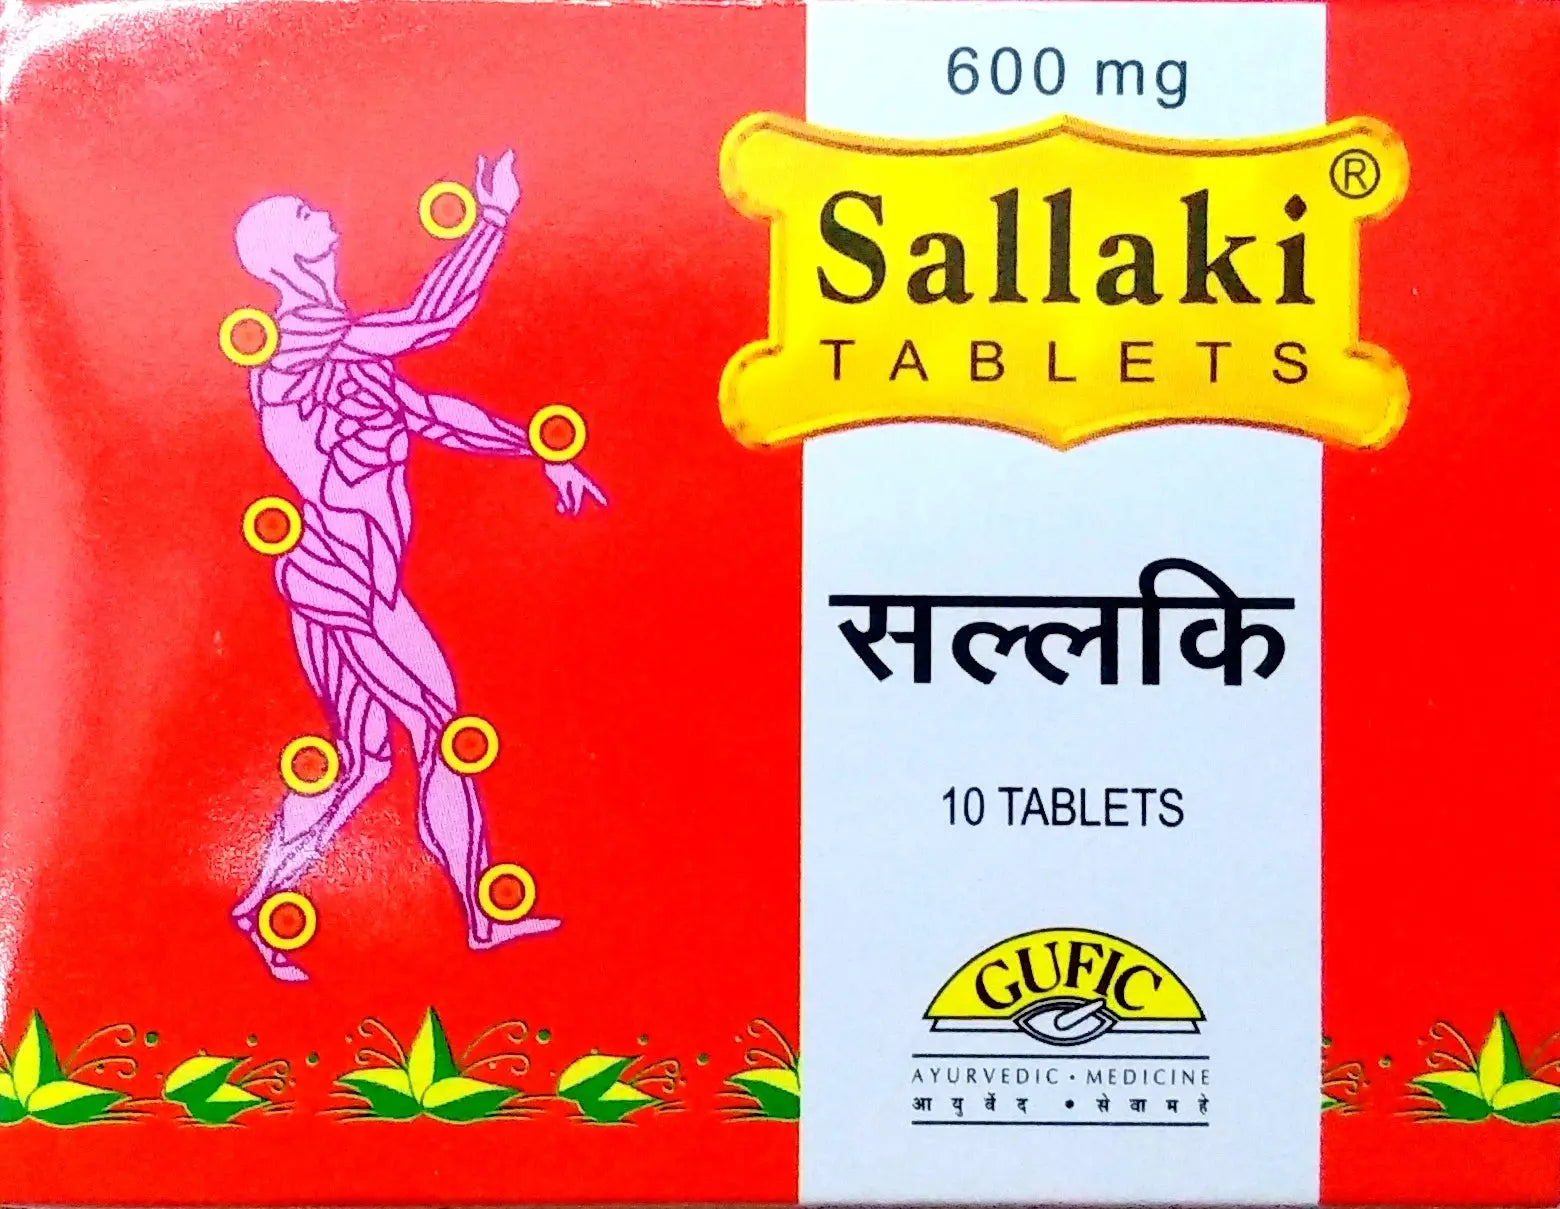 600 mg
Sallaki®
TABLETS
सल्लकि
10 TABLETS
GUFIC
AYURVEDIC • MEDICINE
आयुर्वेद • सेवामहे